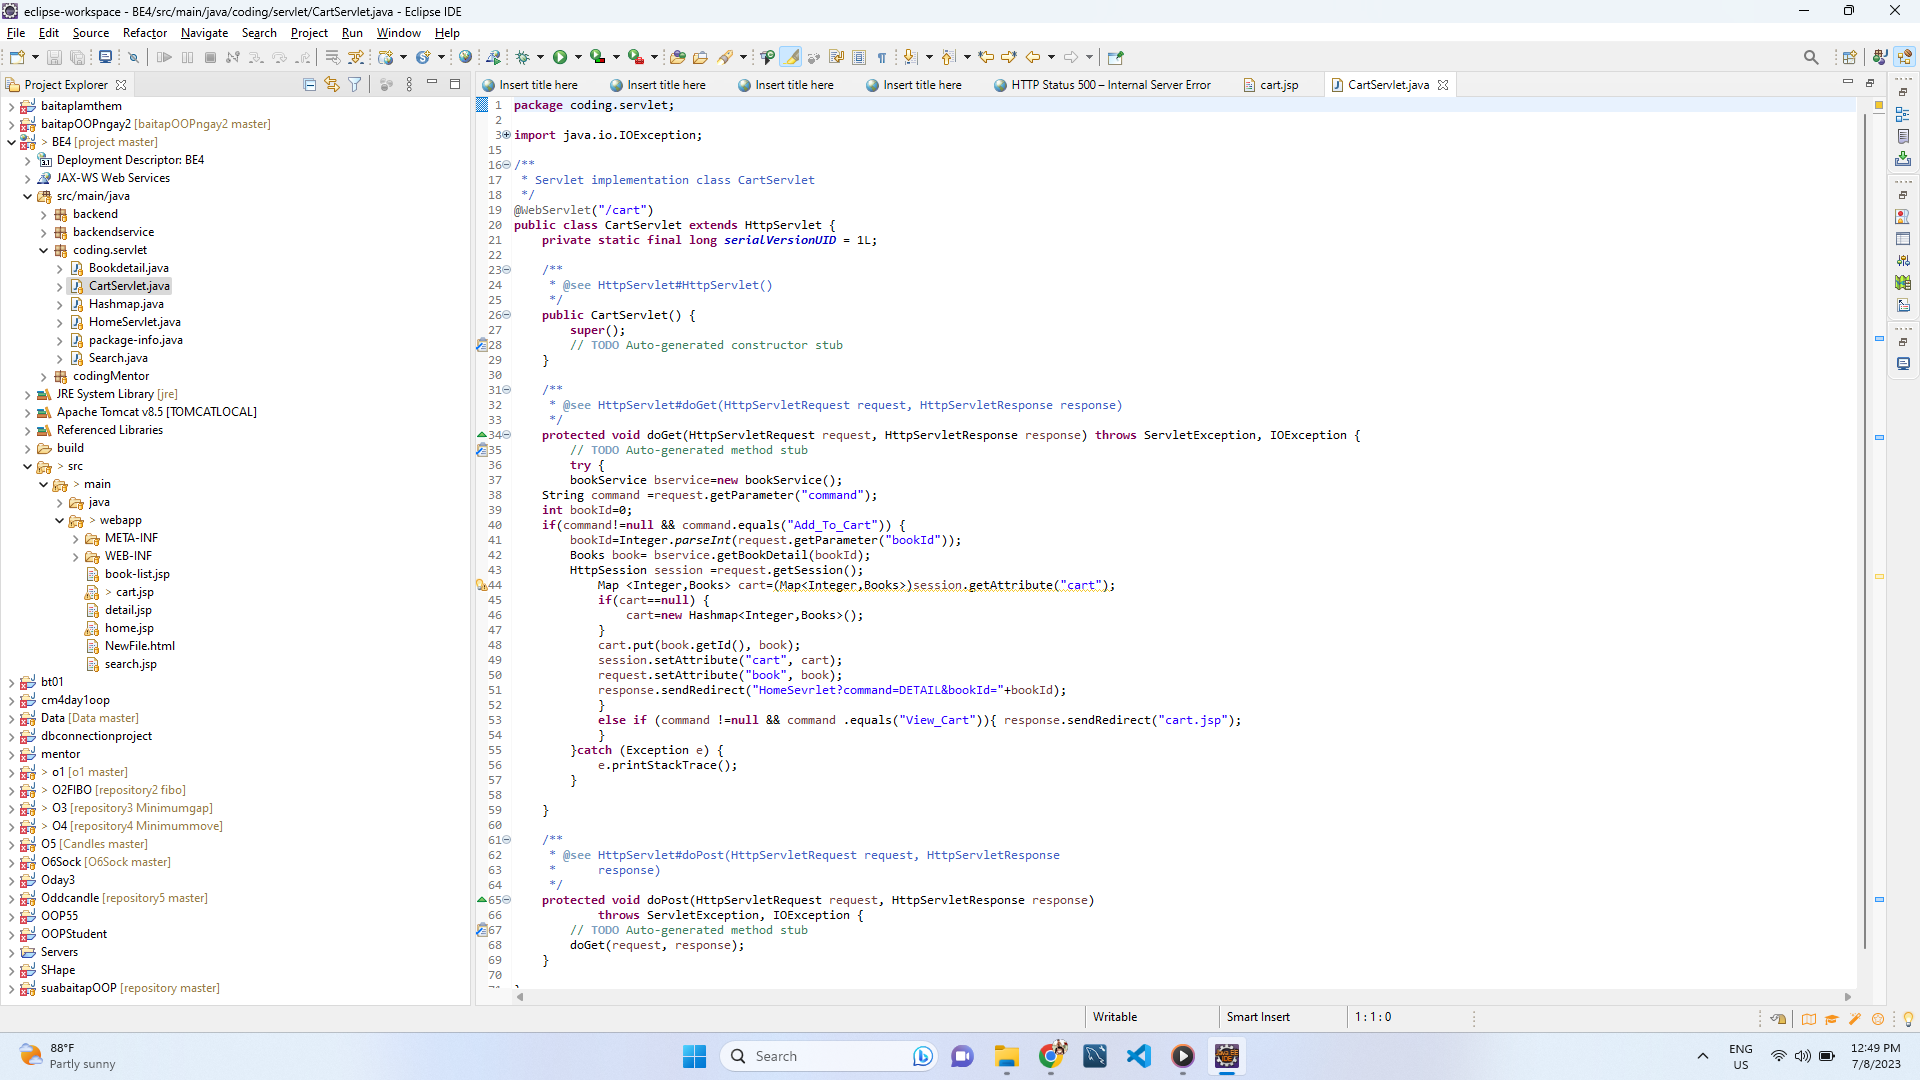 eclipse-workspace - BE4/src/main/java/coding/servlet/CartServlet.java - Eclipse IDE
File Edit Source Refactor Navigate Search Project Run Window Help
Project Explorer
Insert title here
Insert title here
Insert title here
Insert title here
HTTP Status 500 – Internal Server Error
cart.jsp
CartServlet.java
baitaplamthem
baitapOOPngay2 [baitapOOPngay2 master]
> BE4 [project master]
Deployment Descriptor: BE4
JAX-WS Web Services
src/main/java
backend
backendservice
coding.servlet
Bookdetail.java
CartServlet.java
Hashmap.java
HomeServlet.java
package-info.java
Search.java
codingMentor
JRE System Library [jre]
Apache Tomcat v8.5 [TOMCATLOCAL]
Referenced Libraries
build
> src
> main
java
> webapp
META-INF
WEB-INF
book-list.jsp
> cart.jsp
detail.jsp
home.jsp
NewFile.html
search.jsp
bt01
cm4day1oop
Data [Data master]
dbconnectionproject
mentor
> o1 [o1 master]
O2FIBO [repository2 fibo]
> O3 [repository3 Minimumgap]
> O4 [repository4 Minimummove]
O5 [Candles master]
O6Sock [O6Sock master]
Oday3
Oddcandle [repository5 master]
OOP55
OOPStudent
Servers
SHape
suabaitapOOP [repository master]
1 package coding.servlet;
2
3 import java.io.IOException;
15
16 /**
17 * Servlet implementation class CartServlet
18 */
19 @WebServlet("/cart")
20 public class CartServlet extends HttpServlet {
21 private static final long serialVersionUID = 1L;
22
23 /**
24 * @see HttpServlet#HttpServlet()
25 */
26 public CartServlet() {
27 super();
28 // TODO Auto-generated constructor stub
29 }
30
31 /**
32 * @see HttpServlet#doGet(HttpServletRequest request, HttpServletResponse response)
33 */
34 protected void doGet(HttpServletRequest request, HttpServletResponse response) throws ServletException, IOException {
35 // TODO Auto-generated method stub
36 try {
37 bookService bservice=new bookService();
38 String command =request.getParameter("command");
39 int bookId=0;
40 if(command!=null && command.equals("Add_To_Cart")) {
41 bookId=Integer.parseInt(request.getParameter("bookId"));
42 Books book= bservice.getBookDetail(bookId);
43 HttpSession session =request.getSession();
44 Map <Integer,Books> cart=(Map<Integer,Books>)session.getAttribute("cart");
45 if(cart==null) {
46 cart=new Hashmap<Integer,Books>();
47 }
48 cart.put(book.getId(), book);
49 session.setAttribute("cart", cart);
50 request.setAttribute("book", book);
51 response.sendRedirect("HomeSevrlet?command=DETAIL&bookId="+bookId);
52 }
53 else if (command !=null && command .equals("View_Cart")){ response.sendRedirect("cart.jsp");
54 }
55 }catch (Exception e) {
56 e.printStackTrace();
57 }
58
59 }
60
61 /**
62 * @see HttpServlet#doPost(HttpServletRequest request, HttpServletResponse
63 * response)
64 */
65 protected void doPost(HttpServletRequest request, HttpServletResponse response)
66 throws ServletException, IOException {
67 // TODO Auto-generated method stub
68 doGet(request, response);
69 }
70
Writable
Smart Insert
1 : 1 : 0
88°F
Partly sunny
Search
ENG
US
12:49 PM
7/8/2023